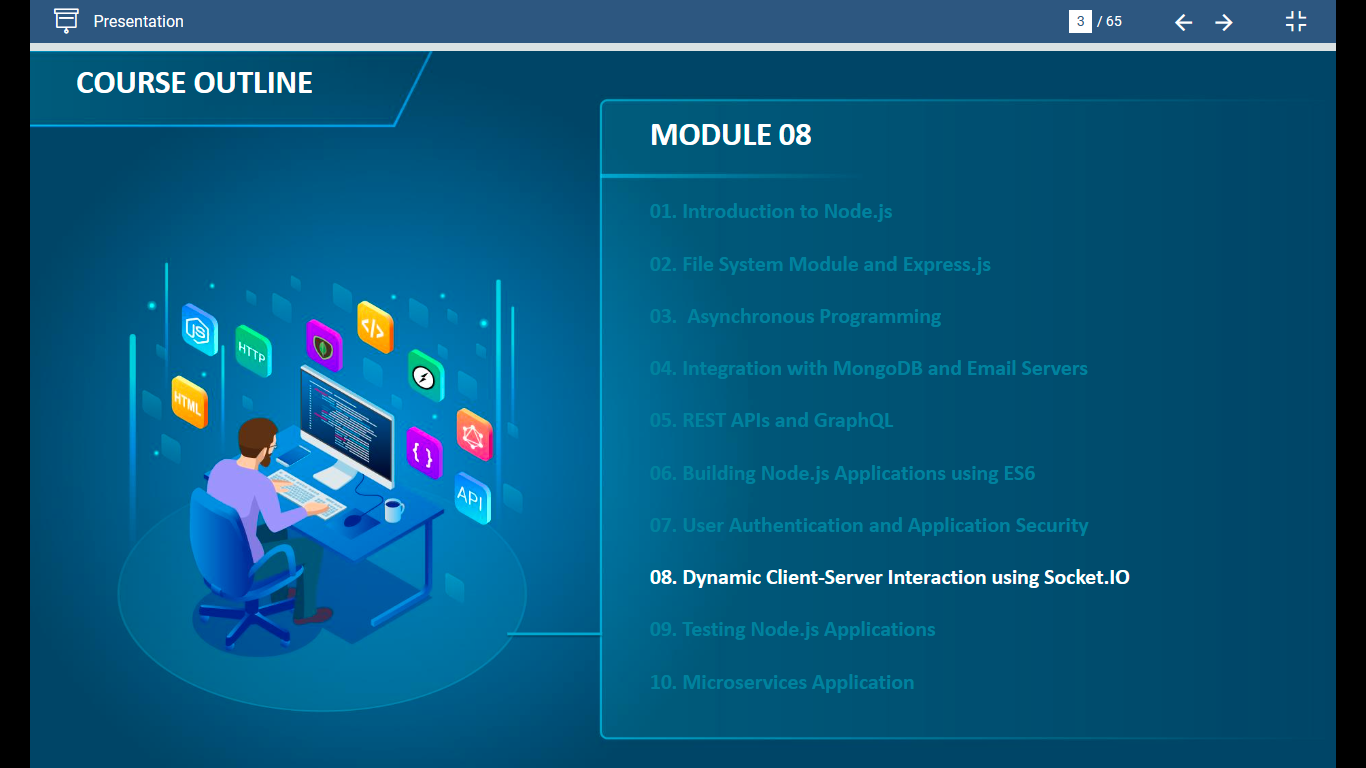 Presentation
3 / 65
COURSE OUTLINE
MODULE 08
01. Introduction to Node.js
02. File System Module and Express.js
03. Asynchronous Programming
04. Integration with MongoDB and Email Servers
05. REST APIs and GraphQL
06. Building Node.js Applications using ES6
07. User Authentication and Application Security
08. Dynamic Client-Server Interaction using Socket.IO
09. Testing Node.js Applications
10. Microservices Application
JS
HTTP
</>
HTML
{ }
API